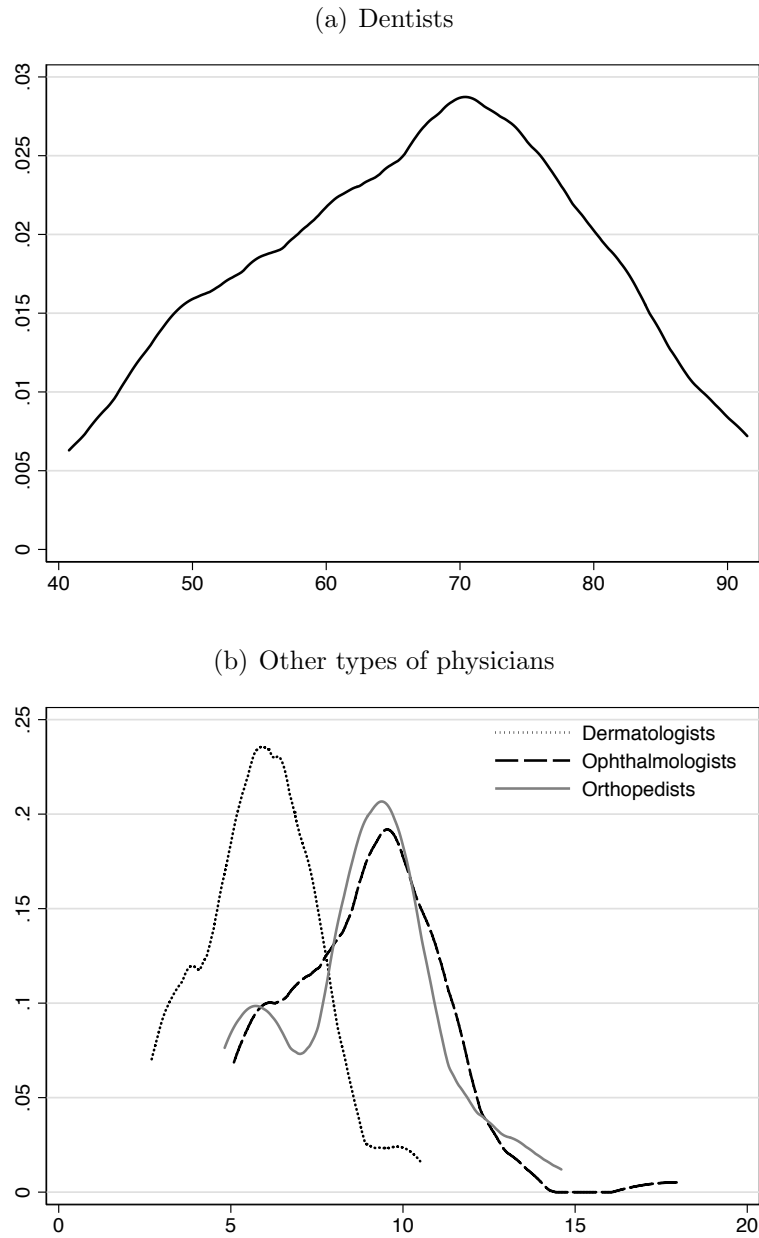 (a) Dentists
.03
.025
.02
.015
.01
.005
0
40 50 60 70 80 90
(b) Other types of physicians
.25
.2
.15
.1
.05
0
Dermatologists
Ophthalmologists
Orthopedists
0 5 10 15 20